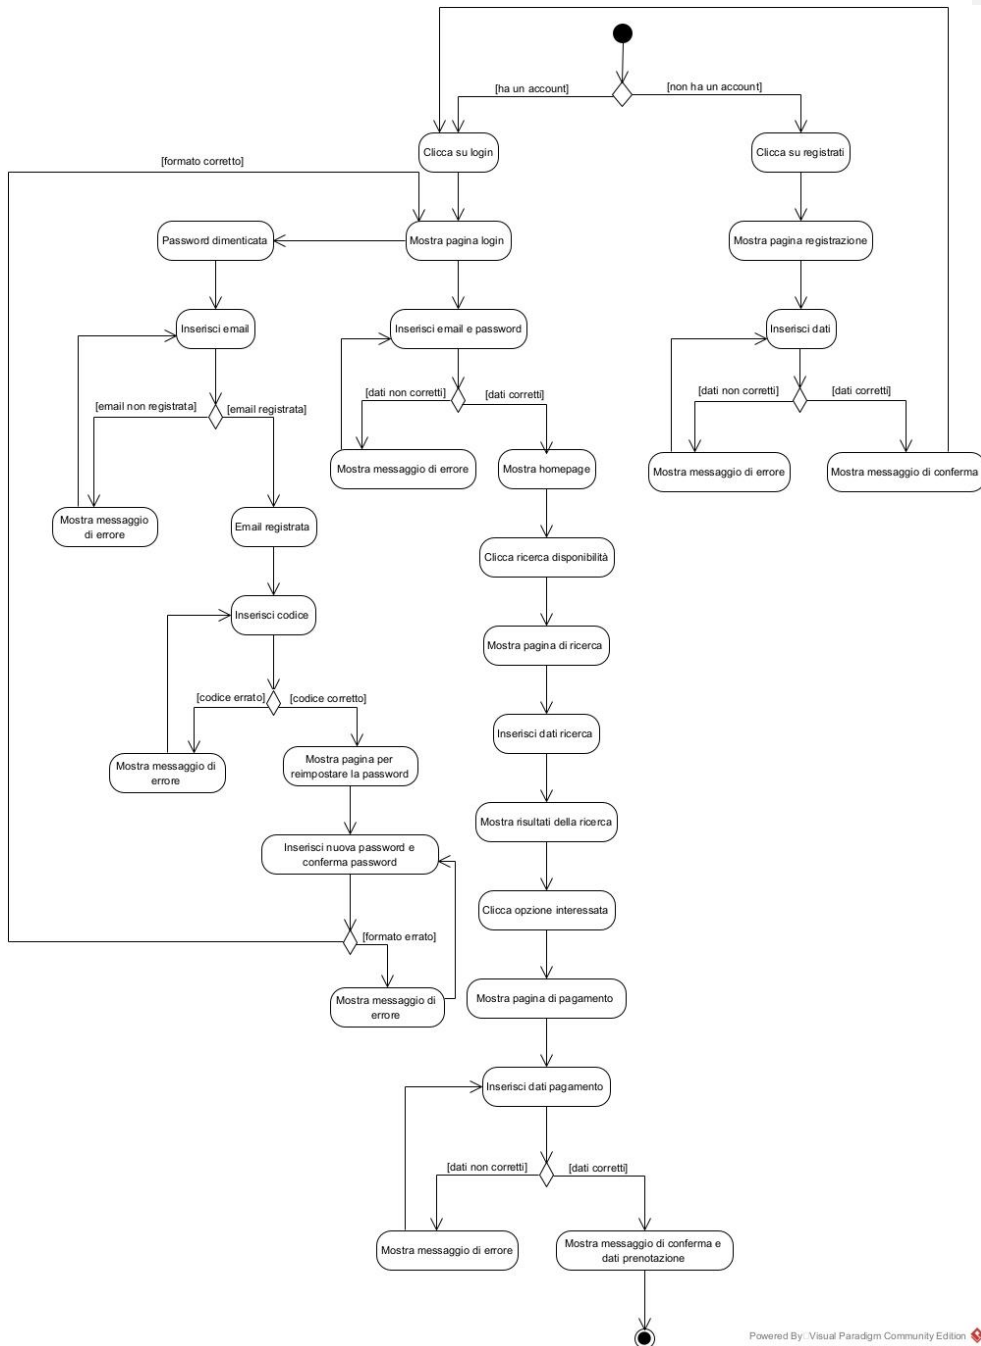 [ha un account]
[non ha un account]
Clicca su login
Clicca su registrati
[formato corretto]
Password dimenticata
Mostra pagina login
Mostra pagina registrazione
Inserisci email
Inserisci email e password
Inserisci dati
[dati non corretti]
[dati corretti]
[dati non corretti]
[dati corretti]
[email non registrata]
[email registrata]
Mostra messaggio di errore
Mostra homepage
Mostra messaggio di errore
Mostra messaggio di conferma
Mostra messaggio
di errore
Email registrata
Clicca ricerca disponibilità
Inserisci codice
Mostra pagina di ricerca
[codice errato]
[codice corretto]
Inserisci dati ricerca
Mostra messaggio di
errore
Mostra pagina per
reimpostare la password
Mostra risultati della ricerca
Inserisci nuova password e
conferma password
Clicca opzione interessata
[formato errato]
Mostra messaggio di
errore
Mostra pagina di pagamento
Inserisci dati pagamento
[dati non corretti]
[dati corretti]
Mostra messaggio di errore
Mostra messaggio di conferma e
dati prenotazione
Powered By Visual Paradigm Community Edition